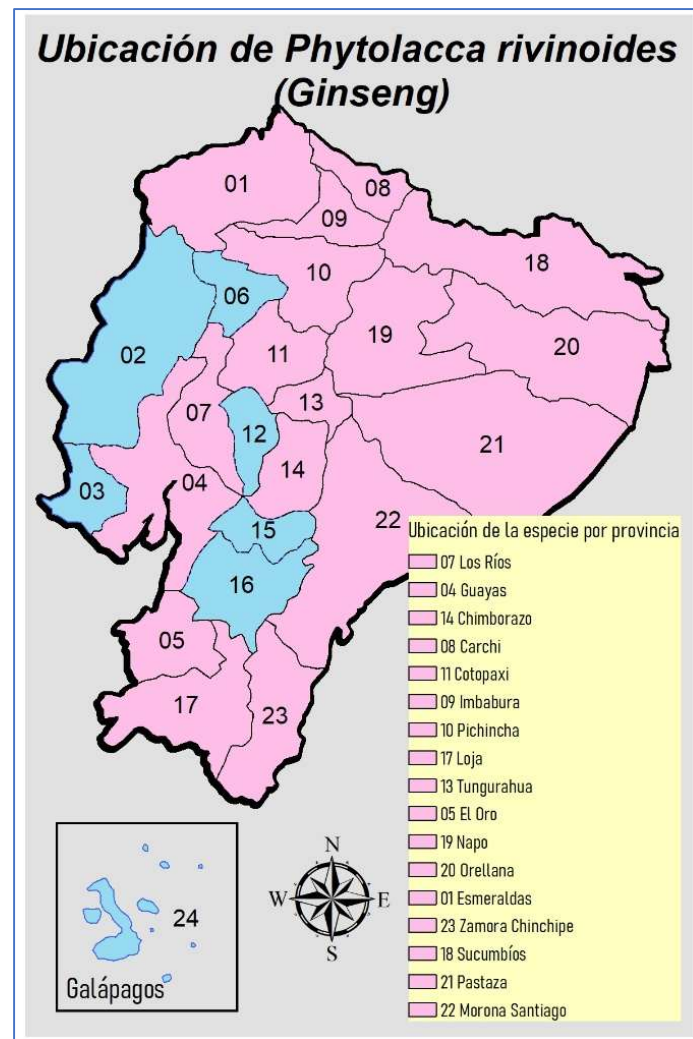 Ubicación de Phytolacca rivinoides
(Ginseng)
01
08
09
18
10
06
19
20
02
11
07
13
12
21
14
03
04
22
15
16
05
17
23
Ubicación de la especie por provincia
07 Los Ríos
04 Guayas
14 Chimborazo
08 Carchi
11 Cotopaxi
09 Imbabura
10 Pichincha
17 Loja
13 Tungurahua
05 El Oro
19 Napo
20 Orellana
01 Esmeraldas
23 Zamora Chinchipe
18 Sucumbíos
21 Pastaza
22 Morona Santiago
24
Galápagos
N
W
E
S